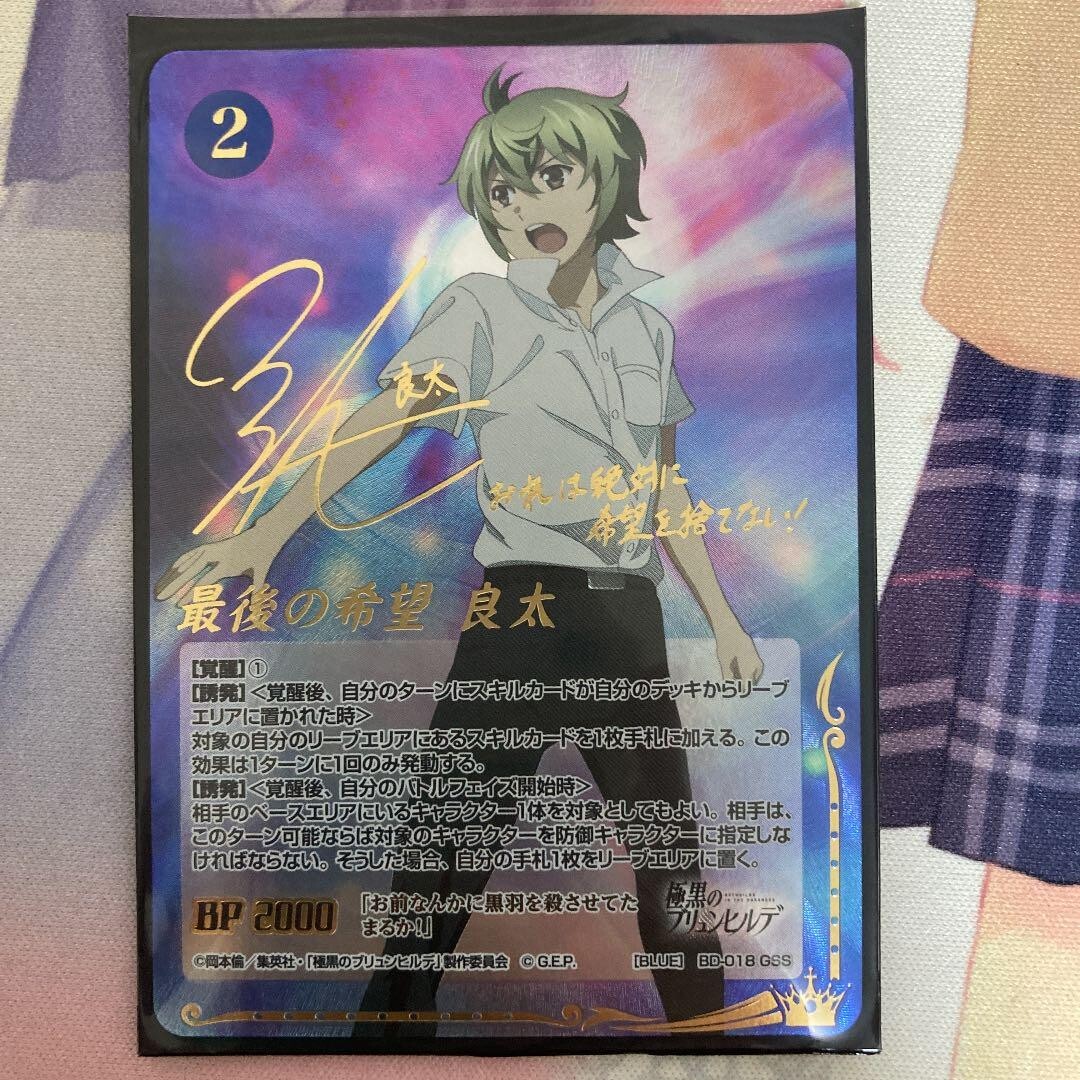 2
良太
おれは絶対に
希望を捨てない!
最後の希望 良太
[覚醒]①
[誘発]<覚醒後、自分のターンにスキルカードが自分のデッキからリーブ
エリアに置かれた時>
対象の自分のリーブエリアにあるスキルカードを1枚手札に加える。この
効果は1ターンに1回のみ発動する。
[誘発]<覚醒後、自分のバトルフェイズ開始時>
相手のベースエリアにいるキャラクター1体を対象としてもよい。相手は、
このターン可能ならば対象のキャラクターを防御キャラクターに指定しな
ければならない。そうした場合、自分の手札1枚をリーブエリアに置く。
BP 2000
「お前なんかに黒羽を殺させてた
まるか!」
極黒の
BRYNHILDR
IN THE DARKNESS
ブリュンヒルデ
©岡本倫/集英社・「極黒のブリュンヒルデ」製作委員会 © G.E.P. [BLUE] BD-018 GSS